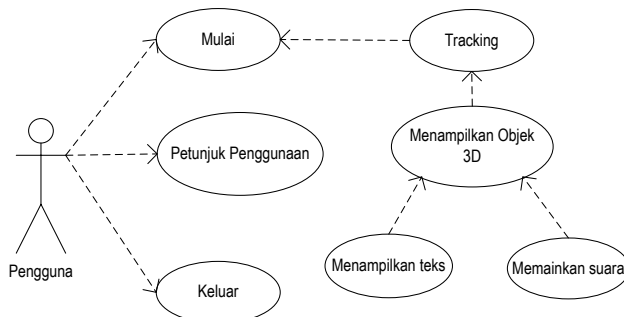 Mulai
Tracking
Petunjuk Penggunaan
Menampilkan Objek
3D
Pengguna
Keluar
Menampilkan teks
Memainkan suara